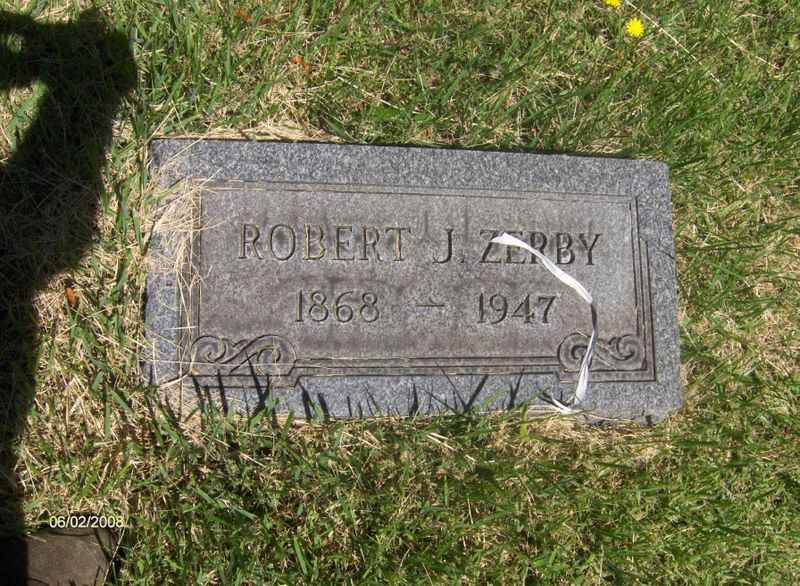 ROBERT J. ZERBY
1868 — 1947
06/02/2008